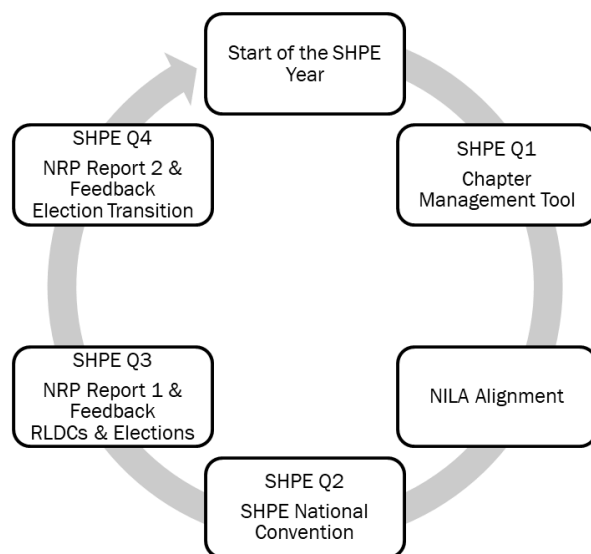 Start of the SHPE
Year
SHPE Q1
Chapter
Management Tool
NILA Alignment
SHPE Q2
SHPE National
Convention
SHPE Q3
NRP Report 1 &
Feedback
RLDCs & Elections
SHPE Q4
NRP Report 2 &
Feedback
Election Transition